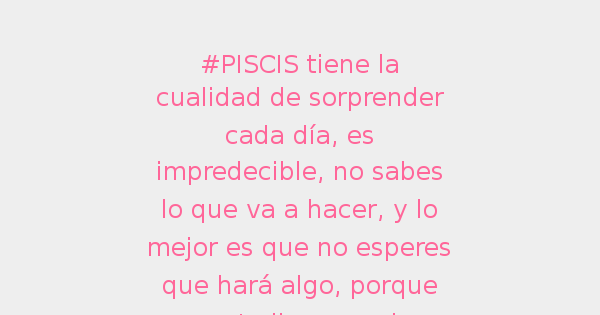 #PISCIS tiene la
cualidad de sorprender
cada día, es
impredecible, no sabes
lo que va a hacer, y lo
mejor es que no esperes
que hará algo, porque